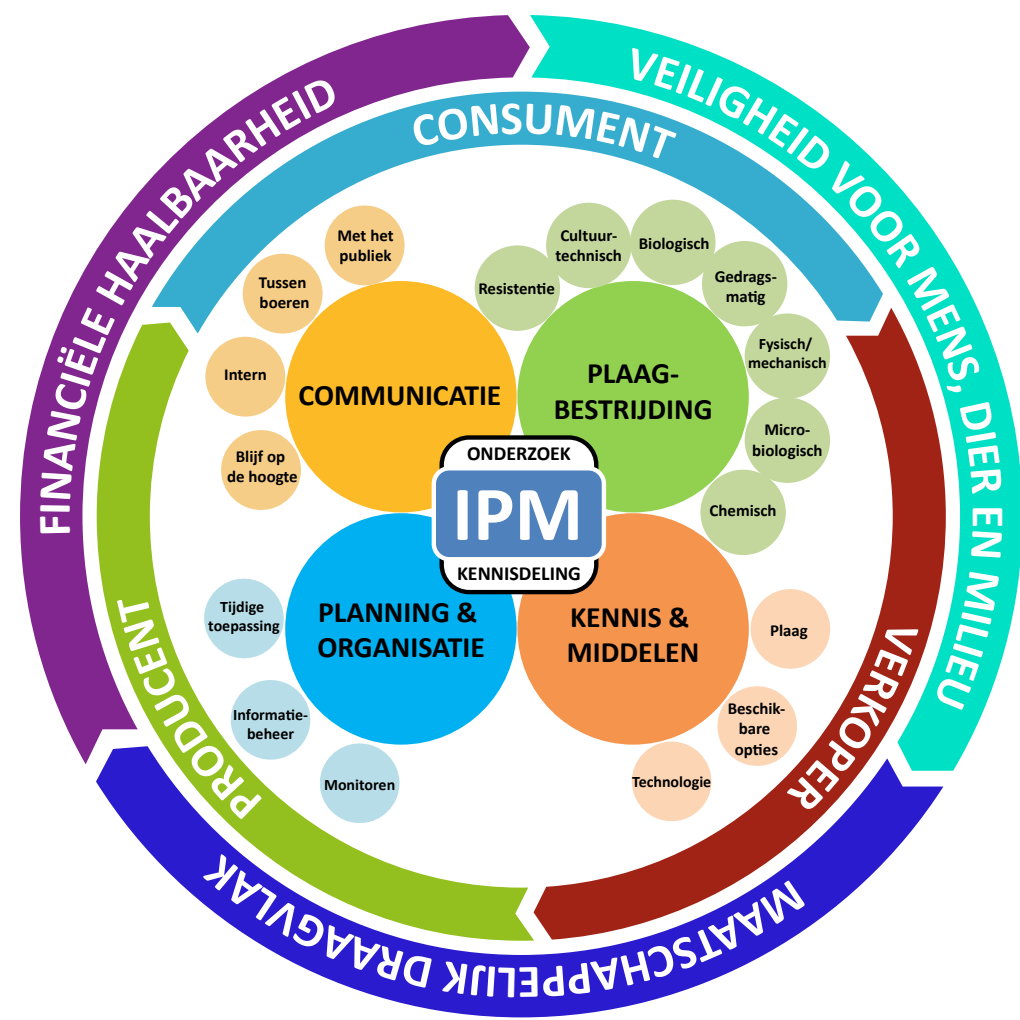 FINANCIËLE HAALBAARHEID
VEILIGHEID VOOR MENS, DIER EN MILIEU
MAATSCHAPPELIJK DRAAGVLAK
CONSUMENT
VERKOPER
PRODUCENT
COMMUNICATIE
Met het
publiek
Tussen
boeren
Intern
Blijf op
de hoogte
PLAAG-
BESTRIJDING
Resistentie
Cultuur-
technisch
Biologisch
Gedrags-
matig
Fysisch/
mechanisch
Micro-
biologisch
Chemisch
ONDERZOEK
IPM
KENNISDELING
PLANNING &
ORGANISATIE
Tijdige
toepassing
Informatie-
beheer
Monitoren
KENNIS &
MIDDELEN
Plaag
Beschik-
bare
opties
Technologie